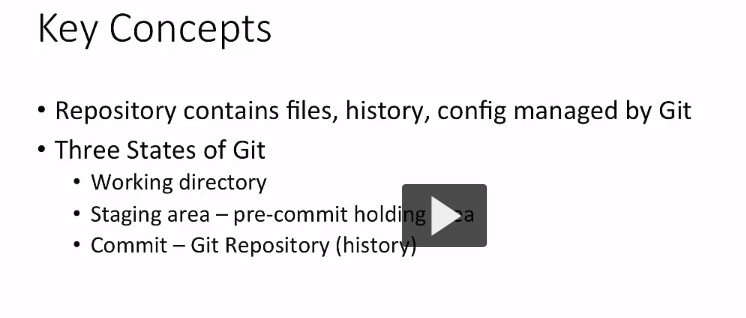 Key Concepts
• Repository contains files, history, config managed by Git
• Three States of Git
• Working directory
• Staging area – pre-commit holding
• Commit – Git Repository (history)